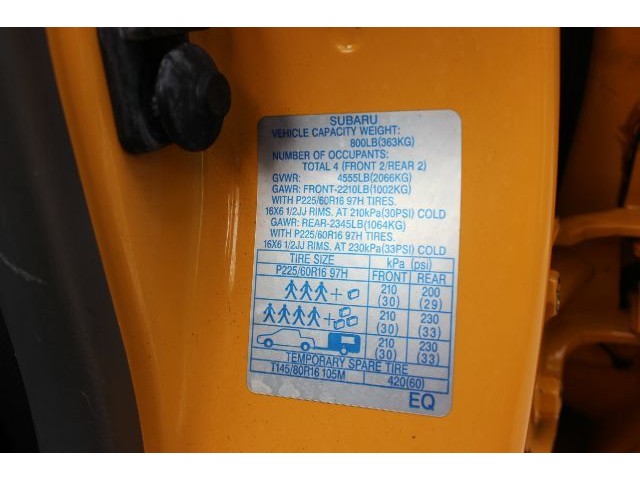 SUBARU
VEHICLE CAPACITY WEIGHT:
800LB(363KG)
NUMBER OF OCCUPANTS:
TOTAL 4 (FRONT 2/REAR 2)
GVWR: 4555LB(2066KG)
GAWR: FRONT-2210LB(1002KG)
WITH P225/60R16 97H TIRES,
16X6 1/2JJ RIMS. AT 210kPa(30PSI) COLD
GAWR: REAR-2345LB(1064KG)
WITH P225/60R16 97H TIRES,
16X6 1/2JJ RIMS. AT 230kPa(33PSI) COLD
TIRE SIZE kPa (psi)
P225/60R16 97H FRONT REAR
210 200
(30) (29)
210 230
(30) (33)
210 230
(30) (33)
TEMPORARY SPARE TIRE
T145/80R16 105M 420(60)
EQ